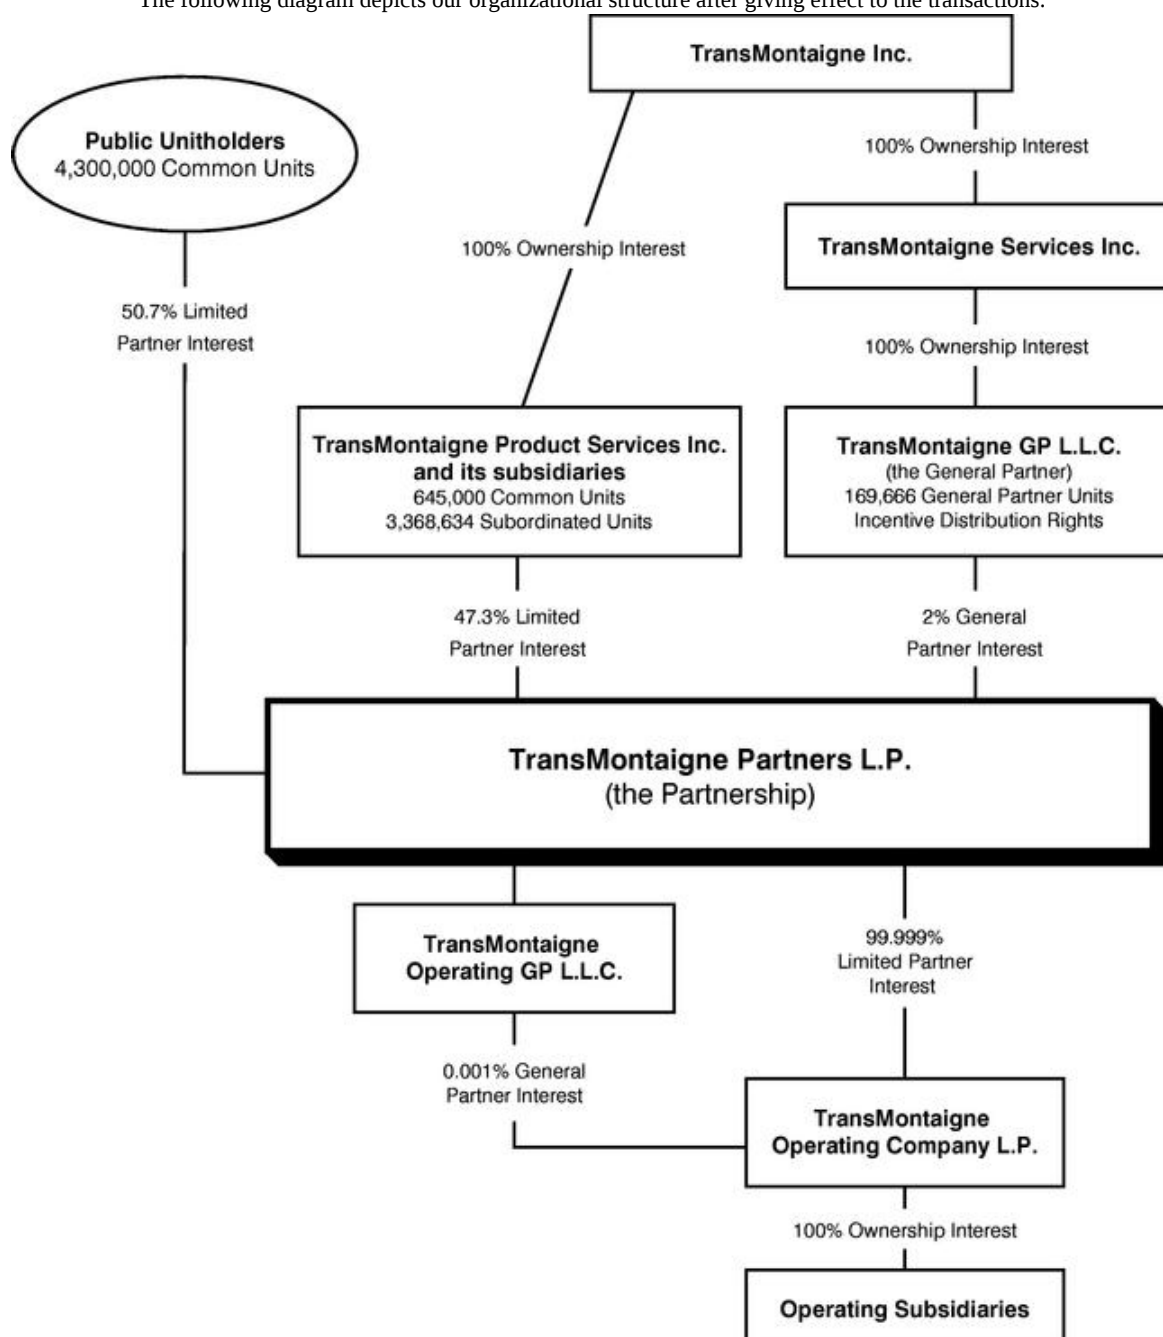 The following diagram depicts our organizational structure after giving effect to the transactions:
TransMontaigne Inc.
Public Unitholders
4,300,000 Common Units
100% Ownership Interest
TransMontaigne Services Inc.
100% Ownership Interest
50.7% Limited
Partner Interest
100% Ownership Interest
TransMontaigne Product Services Inc.
and its subsidiaries
645,000 Common Units
3,368,634 Subordinated Units
TransMontaigne GP L.L.C.
(the General Partner)
169,666 General Partner Units
Incentive Distribution Rights
47.3% Limited
Partner Interest
2% General
Partner Interest
TransMontaigne Partners L.P.
(the Partnership)
TransMontaigne
Operating GP L.L.C.
99.999%
Limited Partner
Interest
0.001% General
Partner Interest
TransMontaigne
Operating Company L.P.
100% Ownership Interest
Operating Subsidiaries